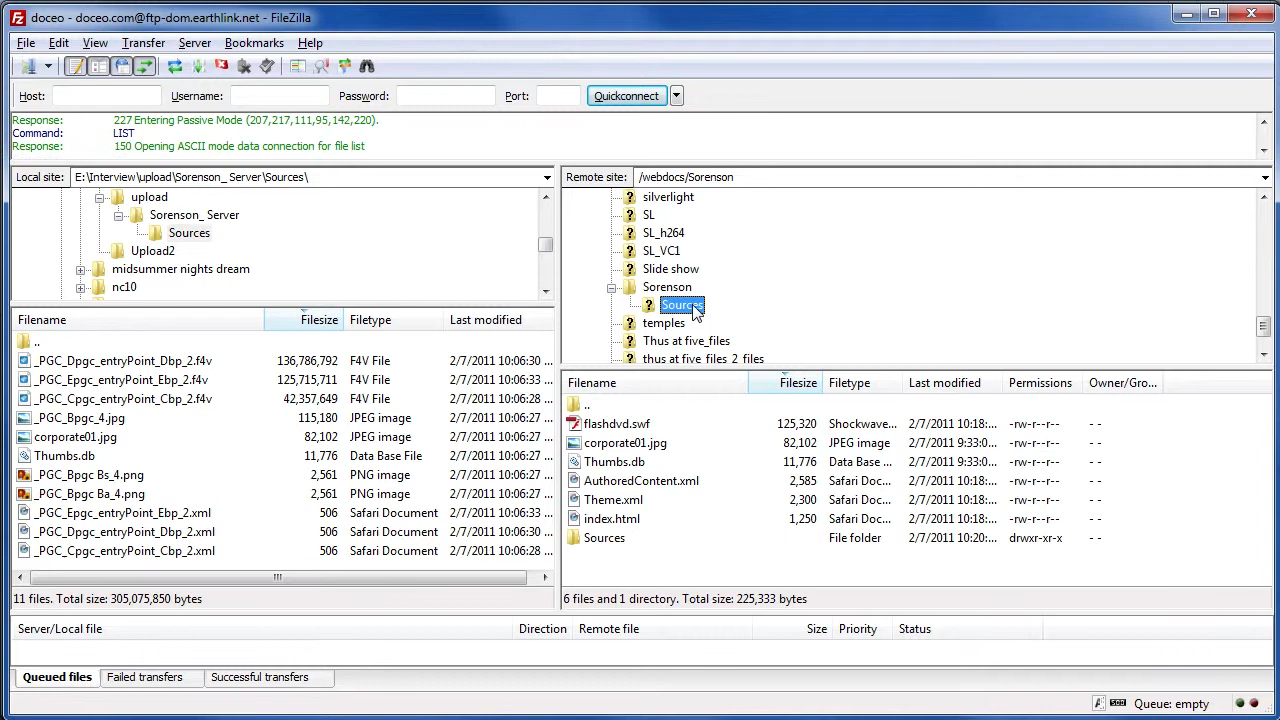 doceo - doceo.com@ftp-dom.earthlink.net - FileZilla
File Edit View Transfer Server Bookmarks Help
Host: Username: Password: Port: Quickconnect
Response: 227 Entering Passive Mode (207,217,111,95,142,220).
Command: LIST
Response: 150 Opening ASCII mode data connection for file list
Local site: E:\Interview\upload\Sorenson_ Server\Sources\
upload
Sorenson_ Server
Sources
Upload2
midsummer nights dream
nc10
Filename Filesize Filetype Last modified
..
_PGC_Dpgc_entryPoint_Dbp_2.f4v 136,786,792 F4V File 2/7/2011 10:06:30 ...
_PGC_Epgc_entryPoint_Ebp_2.f4v 125,715,711 F4V File 2/7/2011 10:06:33 ...
_PGC_Cpgc_entryPoint_Cbp_2.f4v 42,357,649 F4V File 2/7/2011 10:06:28 ...
_PGC_Bpgc_4.jpg 115,180 JPEG image 2/7/2011 10:06:27 ...
corporate01.jpg 82,102 JPEG image 2/7/2011 10:06:27 ...
Thumbs.db 11,776 Data Base File 2/7/2011 10:06:27 ...
_PGC_Bpgc Bs_4.png 2,561 PNG image 2/7/2011 10:06:27 ...
_PGC_Bpgc Ba_4.png 2,561 PNG image 2/7/2011 10:06:27 ...
_PGC_Epgc_entryPoint_Ebp_2.xml 506 Safari Document 2/7/2011 10:06:33 ...
_PGC_Dpgc_entryPoint_Dbp_2.xml 506 Safari Document 2/7/2011 10:06:30 ...
_PGC_Cpgc_entryPoint_Cbp_2.xml 506 Safari Document 2/7/2011 10:06:28 ...
11 files. Total size: 305,075,850 bytes
Remote site: /webdocs/Sorenson
silverlight
SL
SL_h264
SL_VC1
Slide show
Sorenson
Sources
temples
Thus at five_files
thus at five files 2 files
Filename Filesize Filetype Last modified Permissions Owner/Gro...
..
flashdvd.swf 125,320 Shockwave... 2/7/2011 10:18:... -rw-r--r-- - -
corporate01.jpg 82,102 JPEG image 2/7/2011 9:33:0... -rw-r--r-- - -
Thumbs.db 11,776 Data Base ... 2/7/2011 9:33:0... -rw-r--r-- - -
AuthoredContent.xml 2,585 Safari Doc... 2/7/2011 10:18:... -rw-r--r-- - -
Theme.xml 2,300 Safari Doc... 2/7/2011 10:18:... -rw-r--r-- - -
index.html 1,250 Safari Doc... 2/7/2011 10:18:... -rw-r--r-- - -
Sources File folder 2/7/2011 10:20:... drwxr-xr-x - -
6 files and 1 directory. Total size: 225,333 bytes
Server/Local file Direction Remote file Size Priority Status
Queued files Failed transfers Successful transfers
Queue: empty